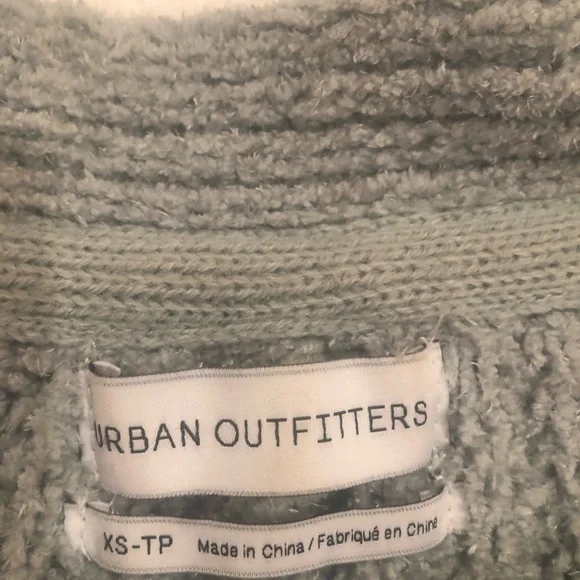 URBAN OUTFITTERS
XS-TP Made in China / Fabriqué en Chine